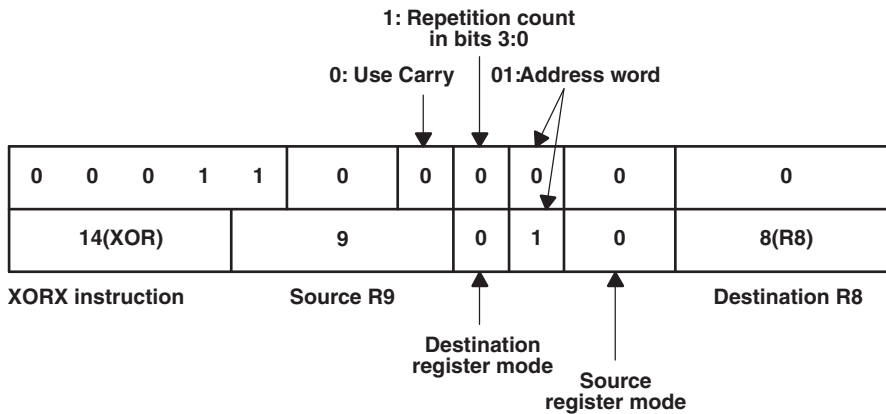 1: Repetition count
in bits 3:0
0: Use Carry
01:Address word
0 0 0 1 1 0 0 0 0 0 0
14(XOR) 9 0 1 0 8(R8)
XORX instruction Source R9 Destination R8
Destination
register mode
Source
register mode